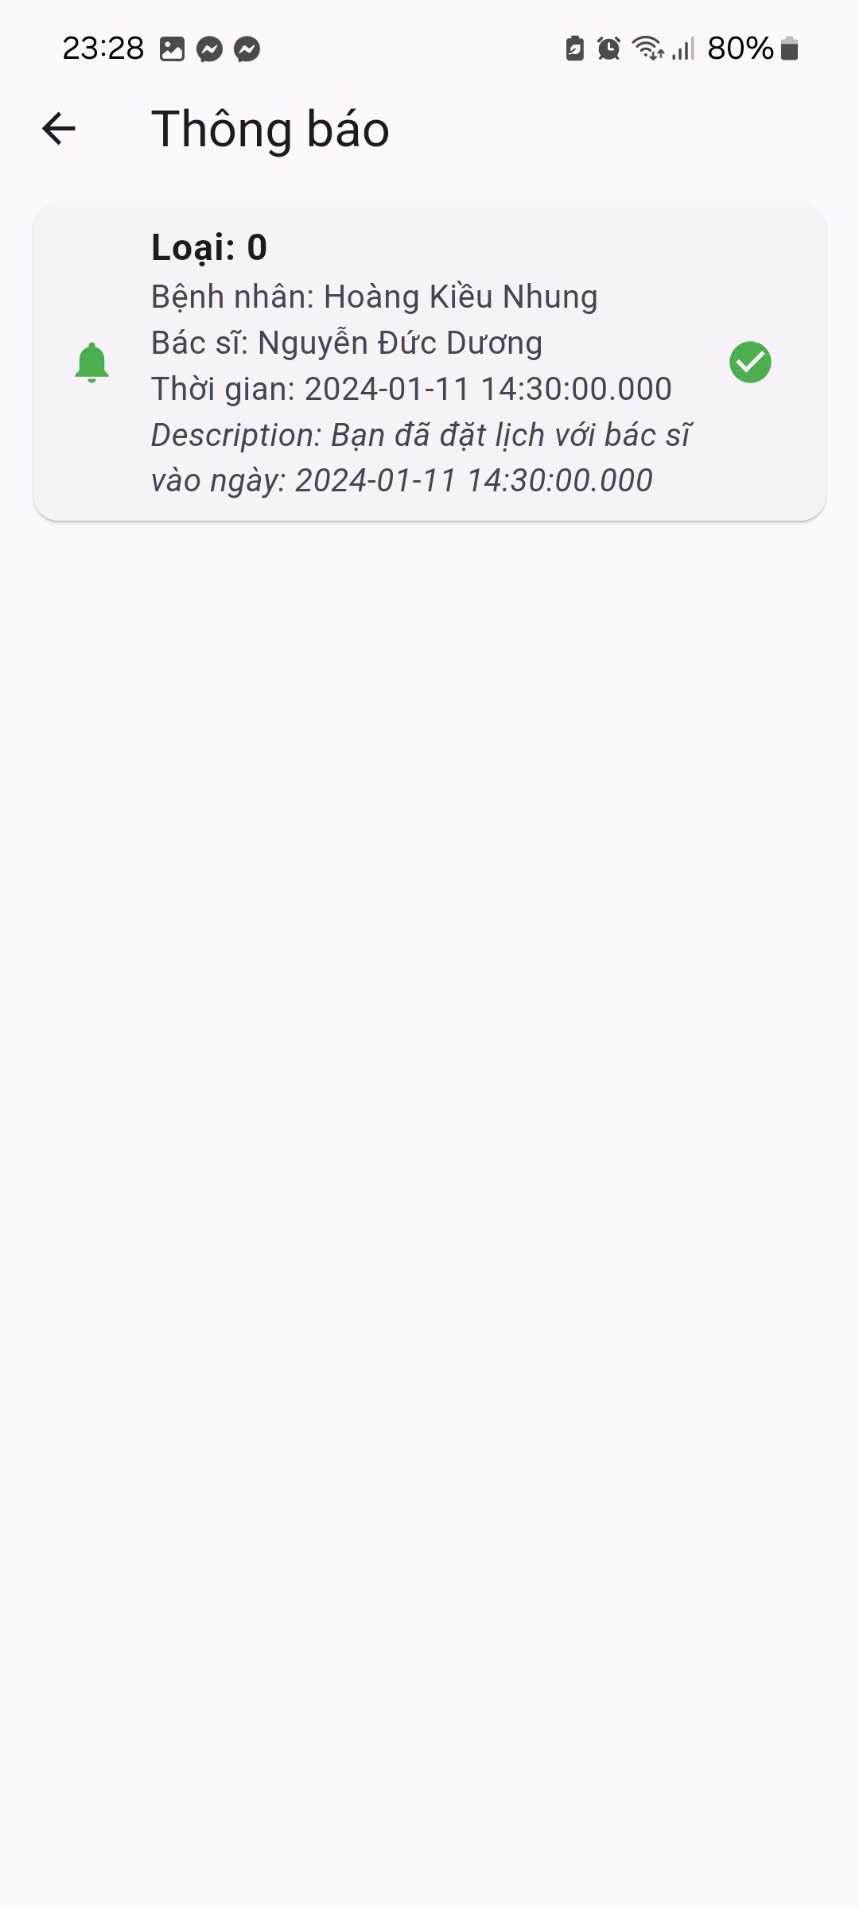 23:28 80%
Thông báo
Loại: 0
Bệnh nhân: Hoàng Kiều Nhung
Bác sĩ: Nguyễn Đức Dương
Thời gian: 2024-01-11 14:30:00.000
Description: Bạn đã đặt lịch với bác sĩ
vào ngày: 2024-01-11 14:30:00.000